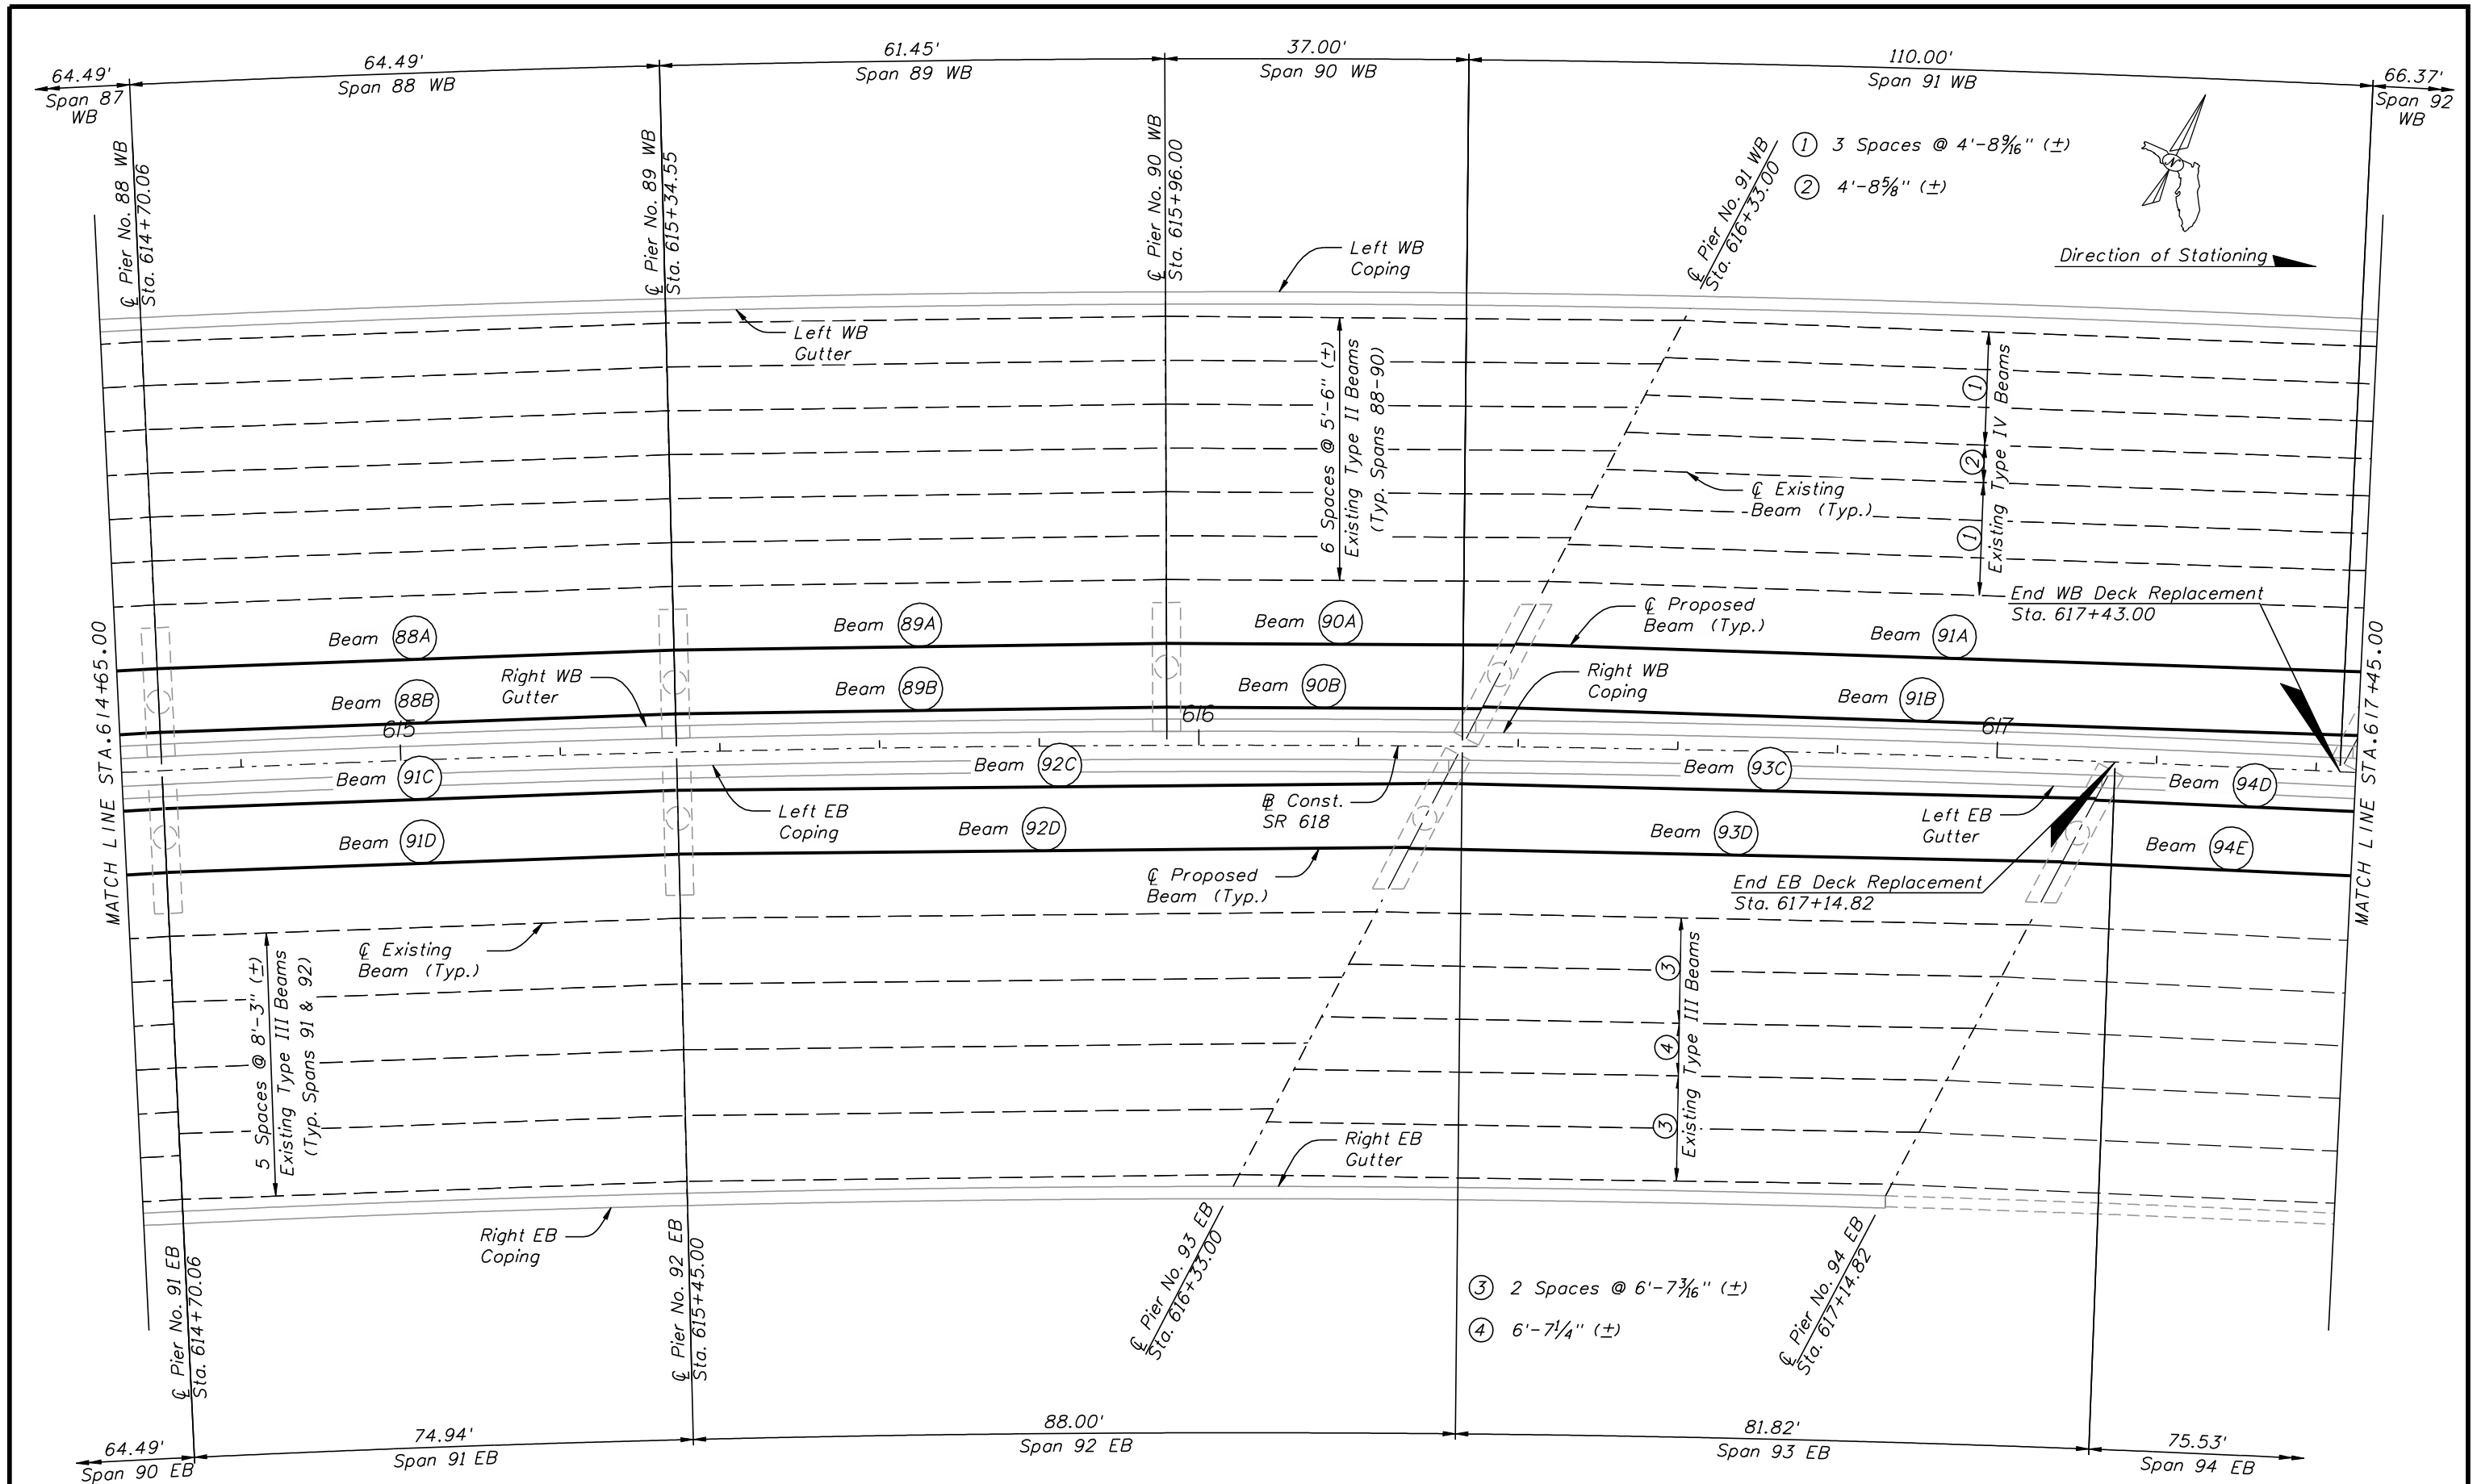 64.49'
Span 87
WB
64.49'
Span 88 WB
61.45'
Span 89 WB
37.00'
Span 90 WB
110.00'
Span 91 WB
66.37'
Span 92
WB
℄ Pier No. 88 WB
Sta. 614+70.06
℄ Pier No. 89 WB
Sta. 615+34.55
℄ Pier No. 90 WB
Sta. 615+96.00
℄ Pier No. 91 WB
Sta. 616+33.00
1 3 Spaces @ 4'-8 9/16" (±)
2 4'-8 5/8" (±)
N
Direction of Stationing
Left WB
Coping
Left WB
Gutter
6 Spaces @ 5'-6" (±)
Existing Type II Beams
(Typ. Spans 88-90)
1
2
1
Existing Type IV Beams
℄ Existing
Beam (Typ.)
End WB Deck Replacement
Sta. 617+43.00
MATCH LINE STA.614+65.00
MATCH LINE STA.617+45.00
Beam 88A
Beam 89A
Beam 90A
℄ Proposed
Beam (Typ.)
Beam 91A
Right WB
Gutter
Right WB
Coping
Beam 88B
Beam 89B
Beam 90B
Beam 91B
615
616
617
Beam 91C
Beam 92C
Beam 93C
Beam 94D
Left EB
Coping
B Const.
SR 618
Left EB
Gutter
Beam 91D
Beam 92D
Beam 93D
Beam 94E
℄ Proposed
Beam (Typ.)
End EB Deck Replacement
Sta. 617+14.82
℄ Existing
Beam (Typ.)
5 Spaces @ 8'-3" (±)
Existing Type III Beams
(Typ. Spans 91 & 92)
3
4
3
Existing Type III Beams
Right EB
Gutter
Right EB
Coping
℄ Pier No. 91 EB
Sta. 614+70.06
℄ Pier No. 92 EB
Sta. 615+45.00
℄ Pier No. 93 EB
Sta. 616+33.00
℄ Pier No. 94 EB
Sta. 617+14.82
3 2 Spaces @ 6'-7 3/16" (±)
4 6'-7 1/4" (±)
64.49'
Span 90 EB
74.94'
Span 91 EB
88.00'
Span 92 EB
81.82'
Span 93 EB
75.53'
Span 94 EB